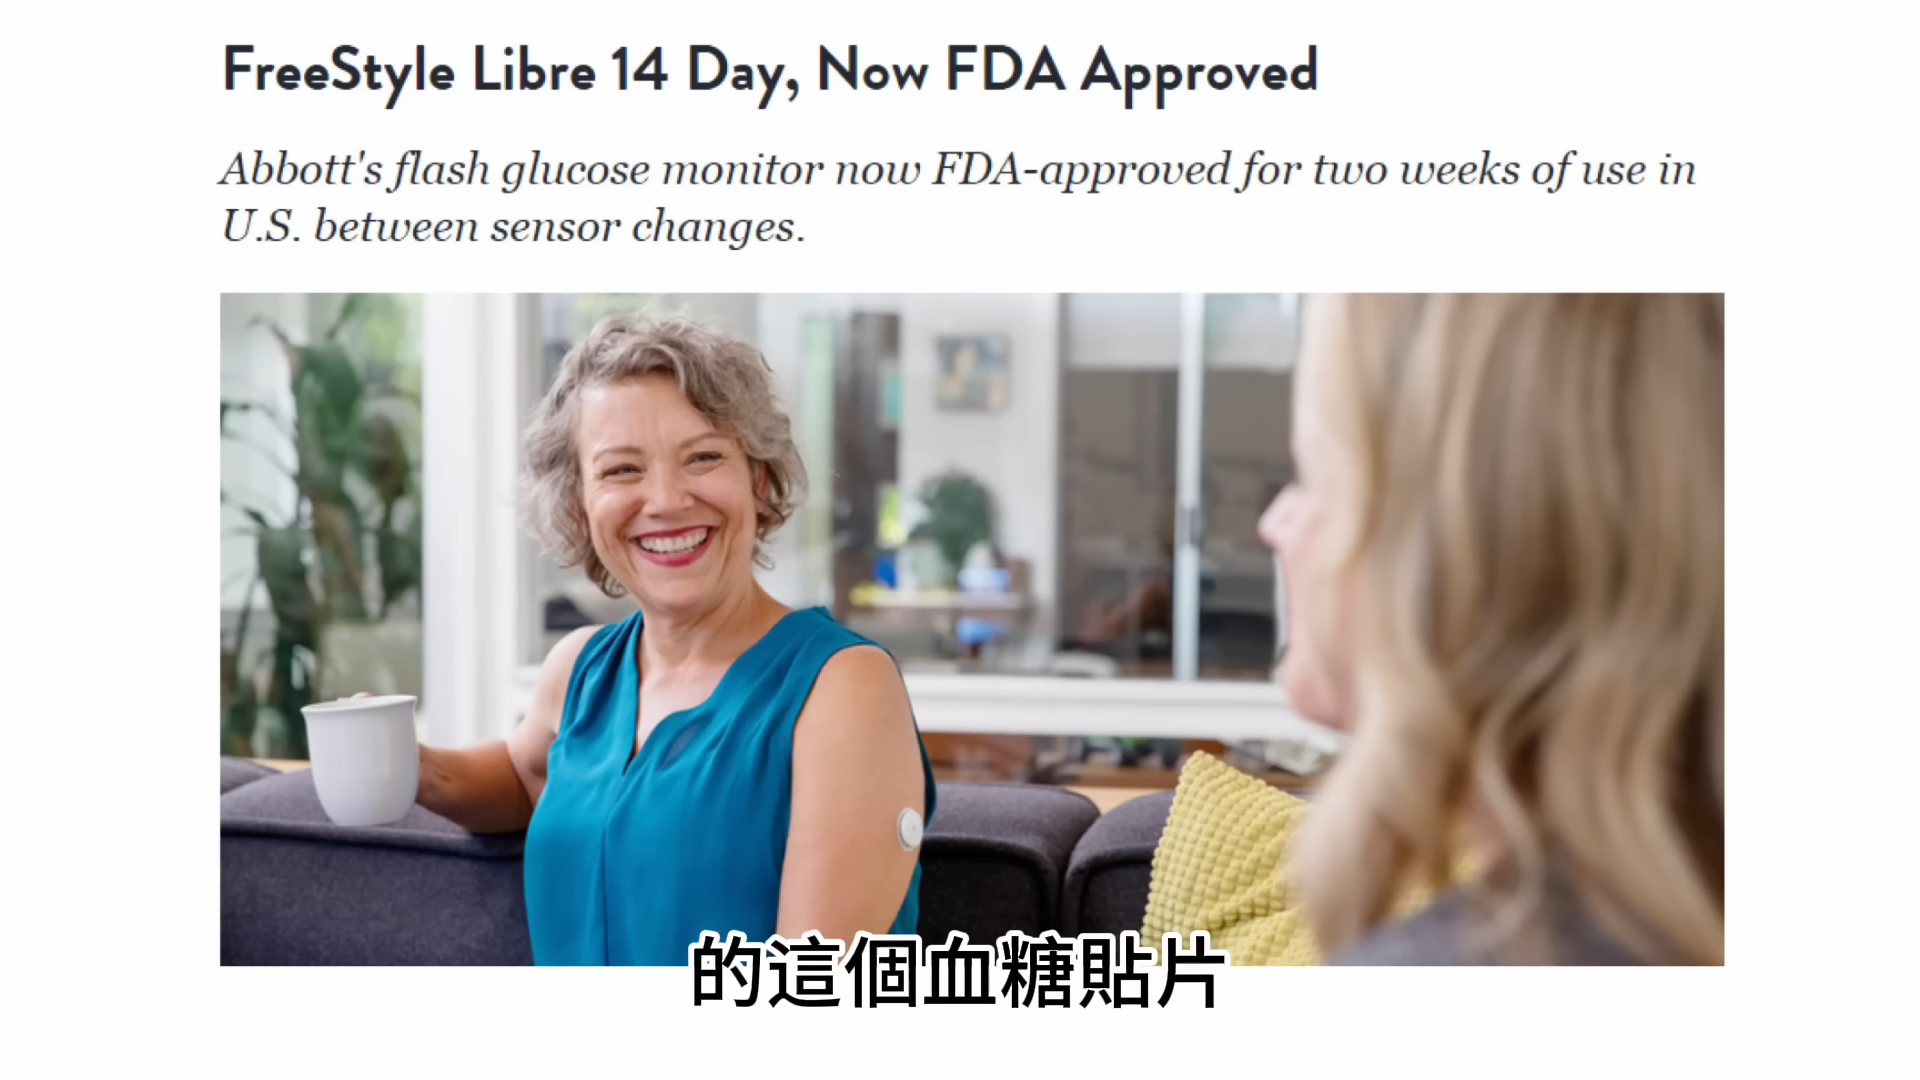 FreeStyle Libre 14 Day, Now FDA Approved
Abbott's flash glucose monitor now FDA-approved for two weeks of use in
U.S. between sensor changes.
的這個血糖貼片